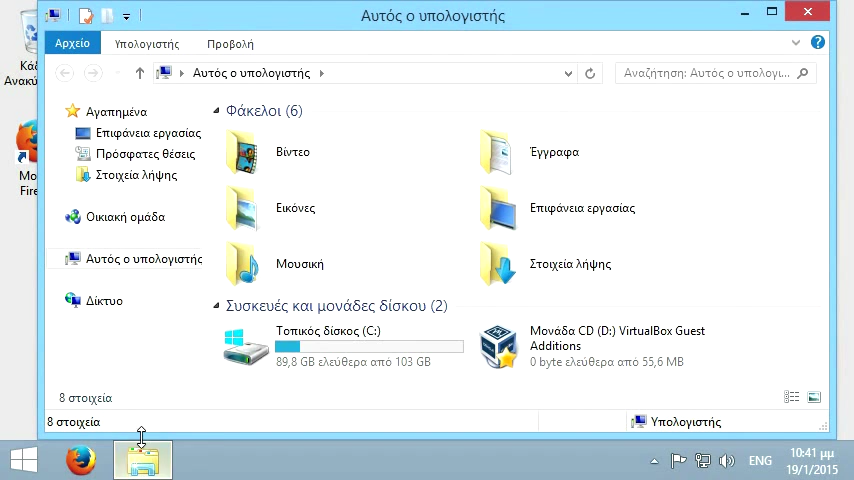 Αυτός ο υπολογιστής
Αρχείο
Υπολογιστής
Προβολή
Αυτός ο υπολογιστής
Αναζήτηση: Αυτός ο υπολογι...
Αγαπημένα
Επιφάνεια εργασίας
Πρόσφατες θέσεις
Στοιχεία λήψης
Οικιακή ομάδα
Αυτός ο υπολογιστής
Δίκτυο
Φάκελοι (6)
Βίντεο
Έγγραφα
Εικόνες
Επιφάνεια εργασίας
Μουσική
Στοιχεία λήψης
Συσκευές και μονάδες δίσκου (2)
Τοπικός δίσκος (C:)
89,8 GB ελεύθερα από 103 GB
Μονάδα CD (D:) VirtualBox Guest
Additions
0 byte ελεύθερα από 55,6 MB
8 στοιχεία
8 στοιχεία
Υπολογιστής
Κάδ
Ανακύ
Mo
Fire
ENG
10:41 μμ
19/1/2015